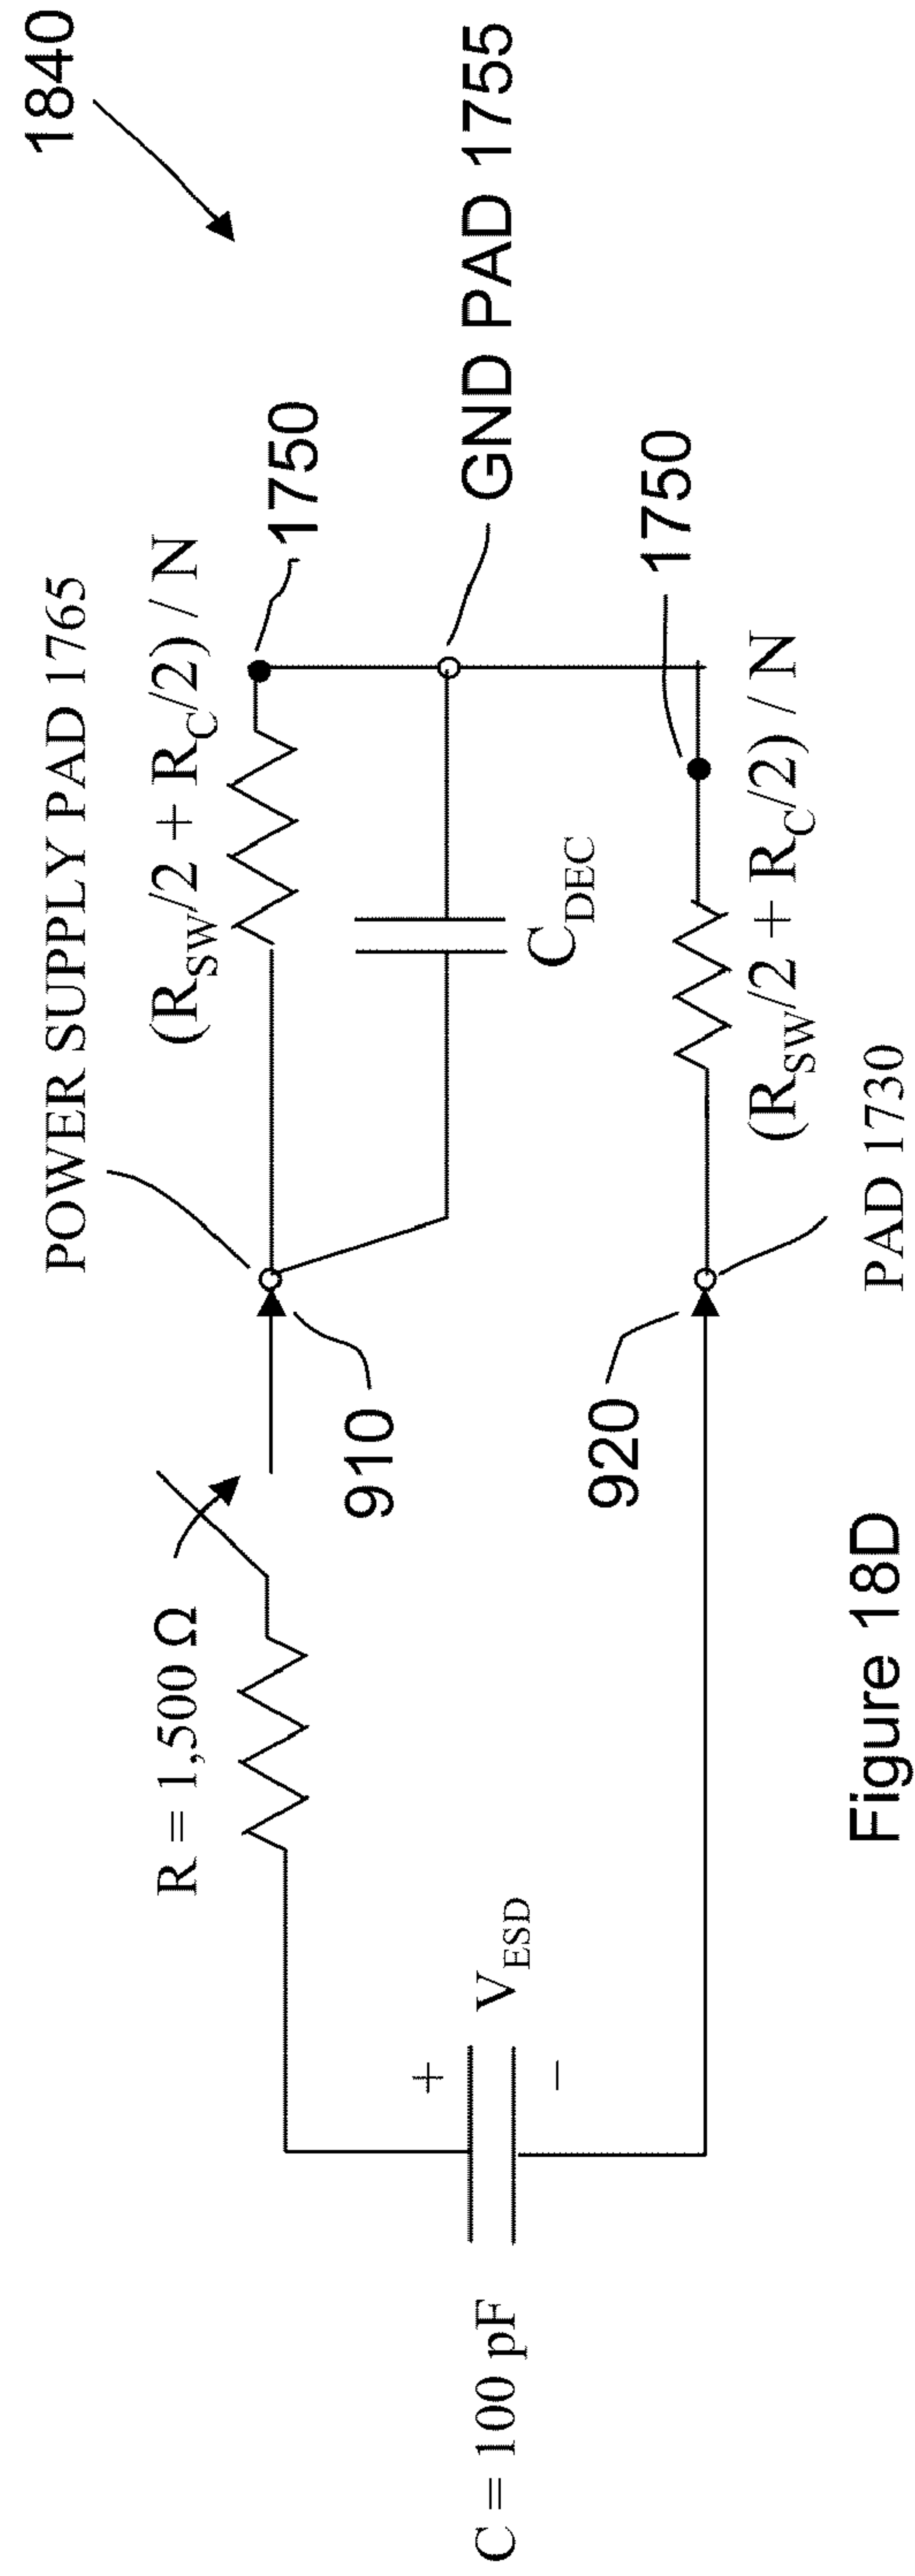 1840
POWER SUPPLY PAD 1765
(R_SW/2 + R_C/2) / N
1750
R = 1,500 Ω
910
GND PAD 1755
C_DEC
C = 100 pF
+
V_ESD
−
920
1750
(R_SW/2 + R_C/2) / N
PAD 1730
Figure 18D